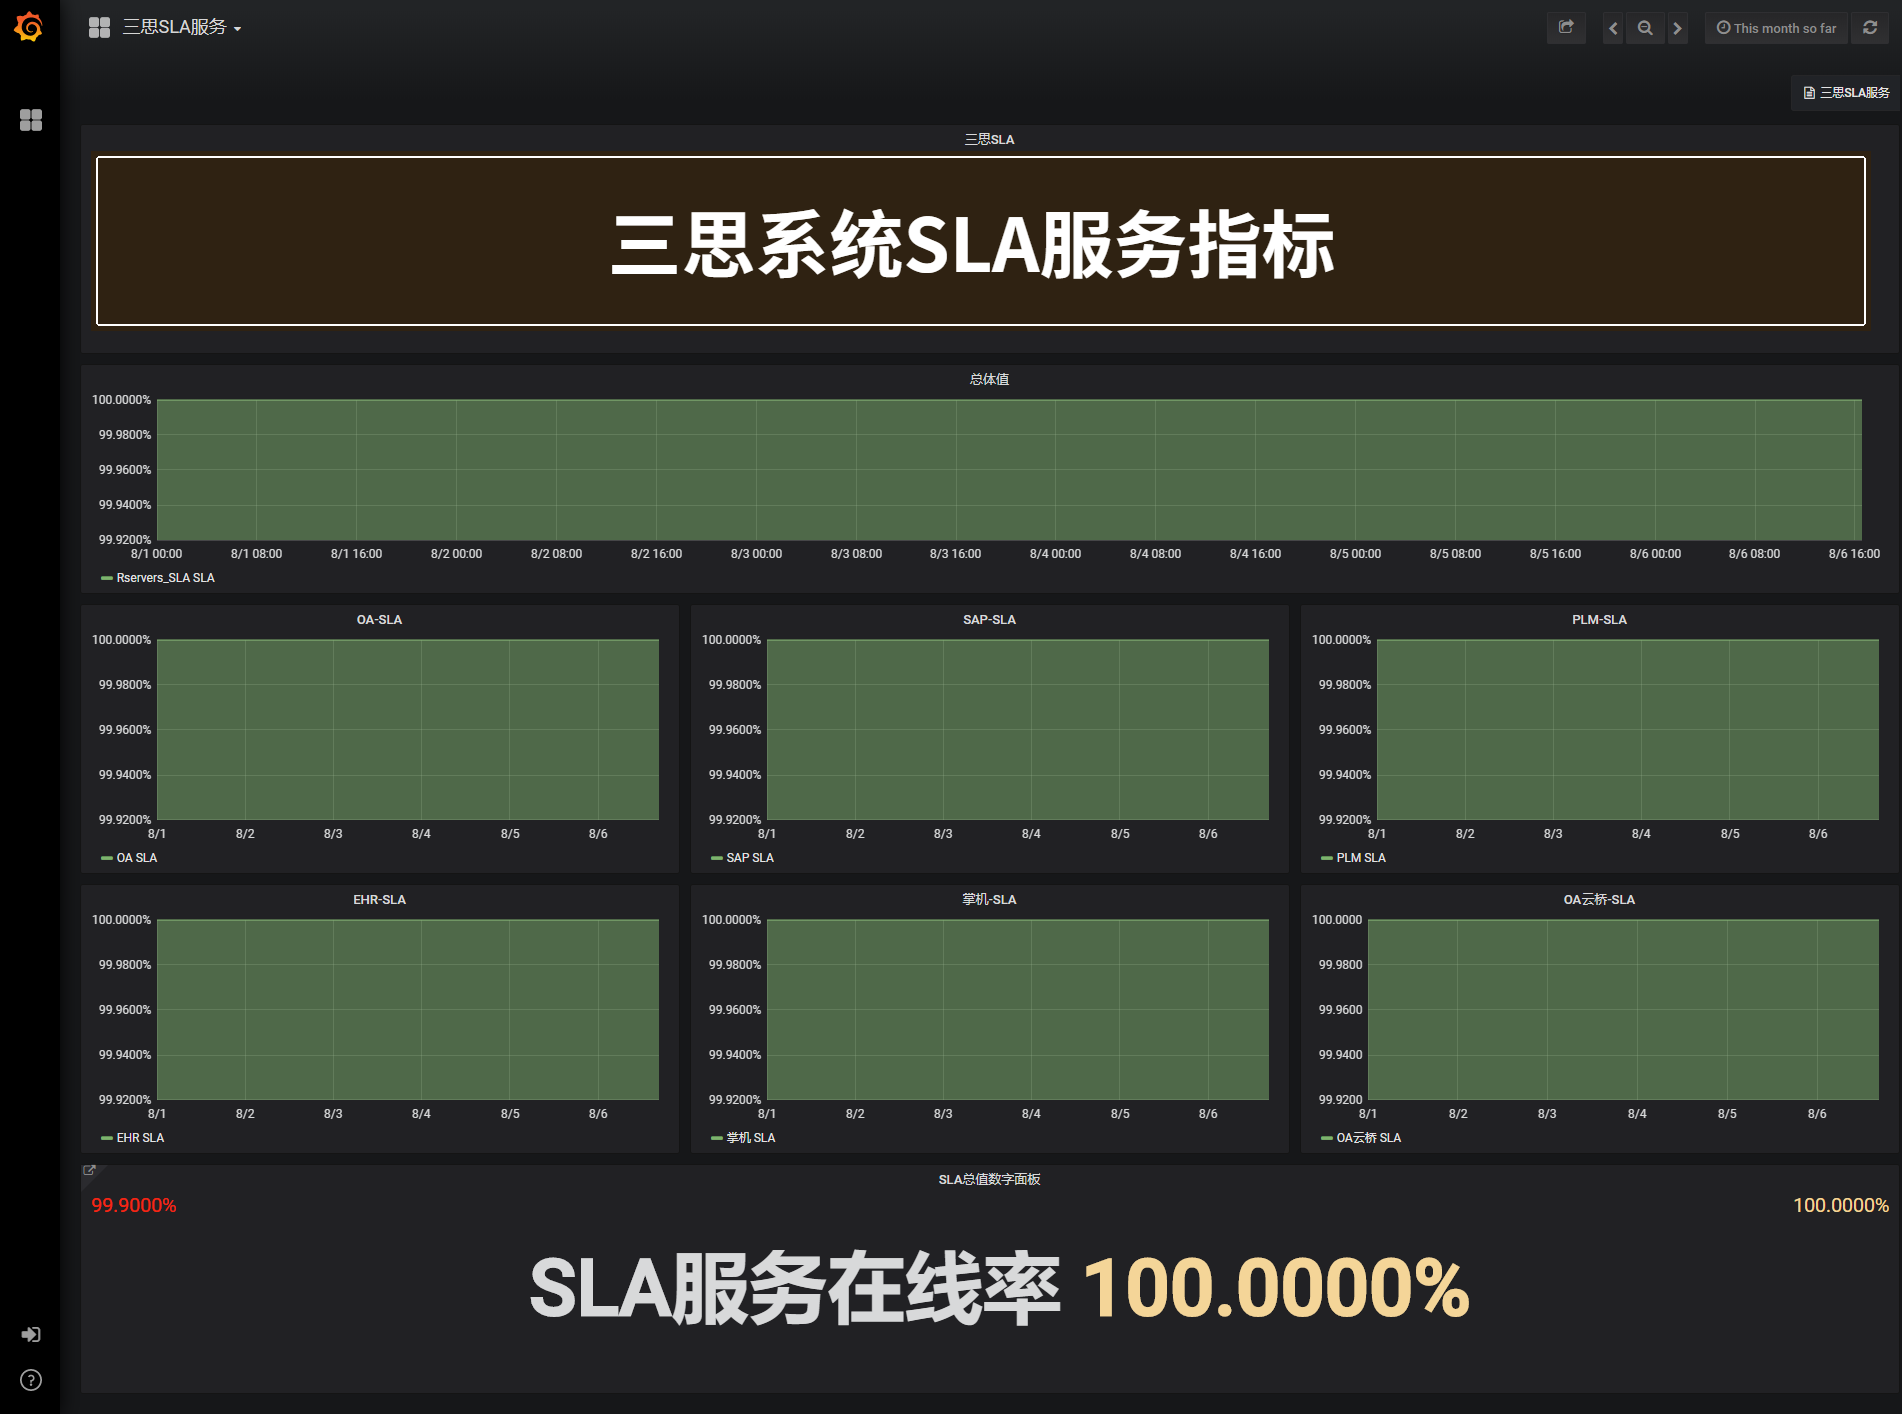 三思SLA服务
This month so far
三思SLA服务
三思SLA
三思系统SLA服务指标
总体值
100.0000%
99.9800%
99.9600%
99.9400%
99.9200%
8/1 00:00 8/1 08:00 8/1 16:00 8/2 00:00 8/2 08:00 8/2 16:00 8/3 00:00 8/3 08:00 8/3 16:00 8/4 00:00 8/4 08:00 8/4 16:00 8/5 00:00 8/5 08:00 8/5 16:00 8/6 00:00 8/6 08:00 8/6 16:00
Rservers_SLA SLA
OA-SLA
100.0000%
99.9800%
99.9600%
99.9400%
99.9200%
8/1 8/2 8/3 8/4 8/5 8/6
OA SLA
SAP-SLA
100.0000%
99.9800%
99.9600%
99.9400%
99.9200%
8/1 8/2 8/3 8/4 8/5 8/6
SAP SLA
PLM-SLA
100.0000%
99.9800%
99.9600%
99.9400%
99.9200%
8/1 8/2 8/3 8/4 8/5 8/6
PLM SLA
EHR-SLA
100.0000%
99.9800%
99.9600%
99.9400%
99.9200%
8/1 8/2 8/3 8/4 8/5 8/6
EHR SLA
掌机-SLA
100.0000%
99.9800%
99.9600%
99.9400%
99.9200%
8/1 8/2 8/3 8/4 8/5 8/6
掌机 SLA
OA云桥-SLA
100.0000
99.9800
99.9600
99.9400
99.9200
8/1 8/2 8/3 8/4 8/5 8/6
OA云桥 SLA
SLA总值数字面板
99.9000% 100.0000%
SLA服务在线率 100.0000%